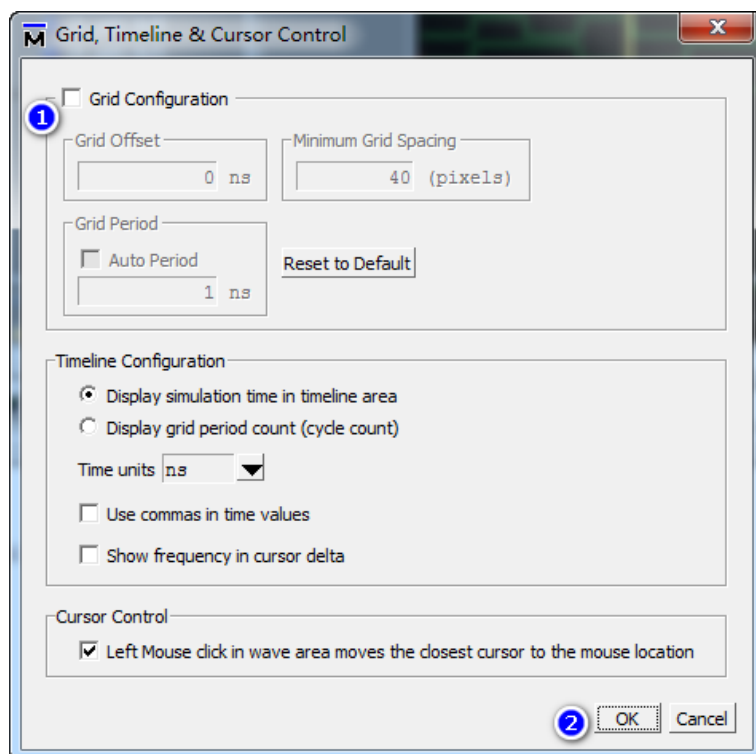 M Grid, Timeline & Cursor Control
X
1 Grid Configuration
Grid Offset
0 ns
Minimum Grid Spacing
40 (pixels)
Grid Period
Auto Period
1 ns
Reset to Default
Timeline Configuration
Display simulation time in timeline area
Display grid period count (cycle count)
Time units ns
Use commas in time values
Show frequency in cursor delta
Cursor Control
Left Mouse click in wave area moves the closest cursor to the mouse location
2 OK Cancel